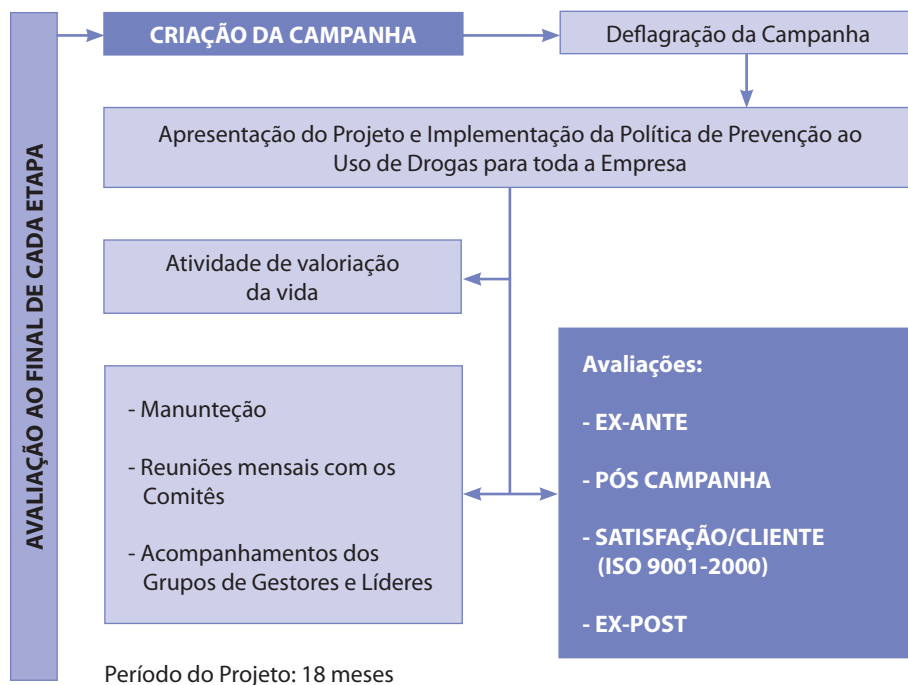 AVALIAÇÃO AO FINAL DE CADA ETAPA
CRIAÇÃO DA CAMPANHA
Deflagração da Campanha
Apresentação do Projeto e Implementação da Política de Prevenção ao
Uso de Drogas para toda a Empresa
Atividade de valoriação
da vida
- Manunteção
- Reuniões mensais com os
Comitês
- Acompanhamentos dos
Grupos de Gestores e Líderes
Avaliações:
- EX-ANTE
- PÓS CAMPANHA
- SATISFAÇÃO/CLIENTE
(ISO 9001-2000)
- EX-POST
Período do Projeto: 18 meses